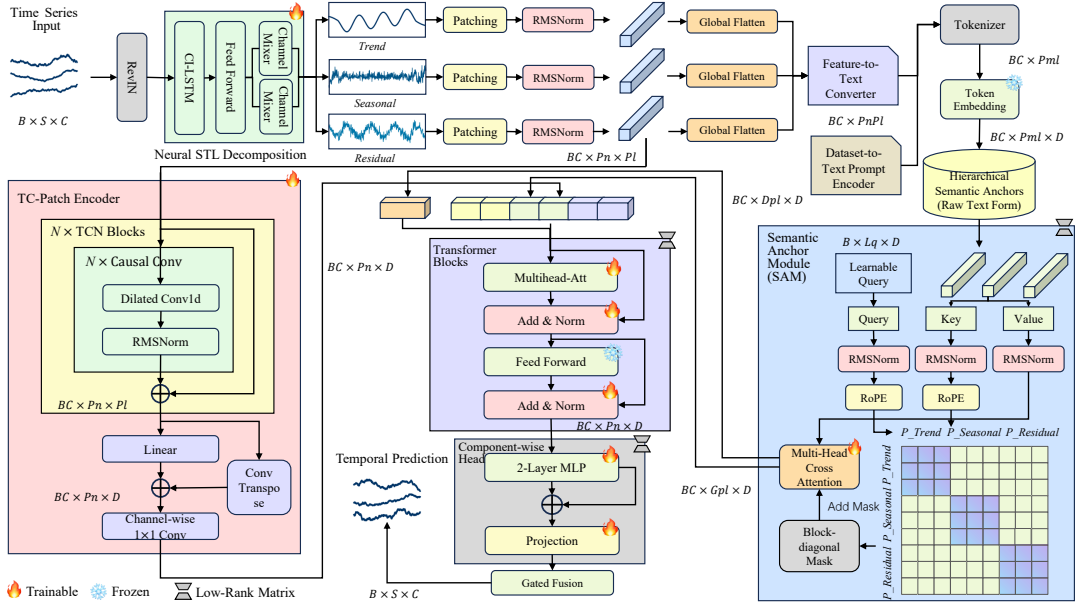 Time Series
Input
B × S × C
RevIN
CI-LSTM
Feed Forward
Channel
Mixer
Channel
Mixer
Neural STL Decomposition
Trend
Seasonal
Residual
Patching
RMSNorm
Global Flatten
Patching
RMSNorm
Global Flatten
Patching
RMSNorm
Global Flatten
BC × Pn × Pl
Feature-to-
Text
Converter
BC × PnPl
Dataset-to-
Text Prompt
Encoder
BC × Dpl × D
Tokenizer
BC × Pml
Token
Embedding
BC × Pml × D
Hierarchical
Semantic Anchors
(Raw Text Form)
TC-Patch Encoder
N × TCN Blocks
N × Causal Conv
Dilated Conv1d
RMSNorm
BC × Pn × Pl
Linear
Conv
Transpo
se
BC × Pn × D
Channel-wise
1×1 Conv
BC × Pn × D
Transformer
Blocks
Multihead-Att
Add & Norm
Feed Forward
Add & Norm
BC × Pn × D
Component-wise
Head
2-Layer MLP
Projection
Gated Fusion
Temporal Prediction
B × S × C
Semantic
Anchor
Module
(SAM)
B × Lq × D
Learnable
Query
Query
Key
Value
RMSNorm
RMSNorm
RMSNorm
RoPE
RoPE
P_Trend
P_Seasonal
P_Residual
P_Trend
P_Seasonal
P_Residual
Multi-Head
Cross
Attention
BC × Gpl × D
Add Mask
Block-
diagonal
Mask
Trainable
Frozen
Low-Rank Matrix